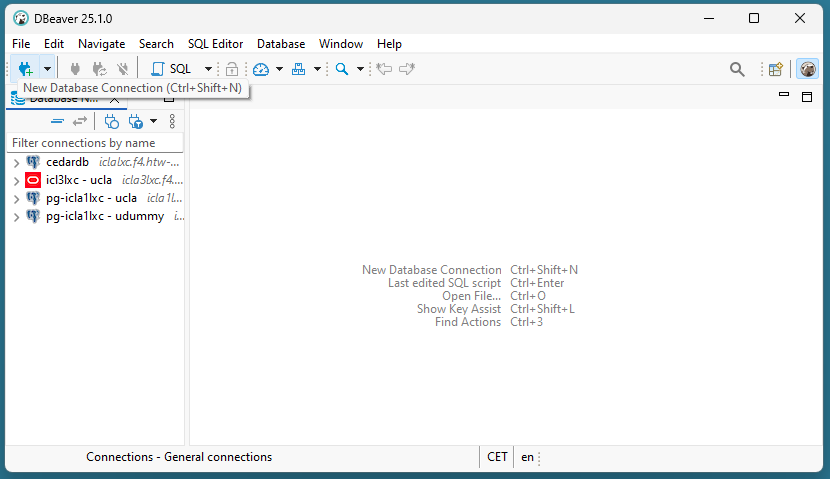 DBeaver 25.1.0
File Edit Navigate Search SQL Editor Database Window Help
SQL
New Database Connection (Ctrl+Shift+N)
Database N...
Filter connections by name
cedardb iclalxc.f4.htw-...
icl3lxc - ucla icla3lxc.f4....
pg-icla1lxc - ucla icla1l...
pg-icla1lxc - udummy i...
New Database Connection Ctrl+Shift+N
Last edited SQL script Ctrl+Enter
Open File... Ctrl+O
Show Key Assist Ctrl+Shift+L
Find Actions Ctrl+3
Connections - General connections CET en